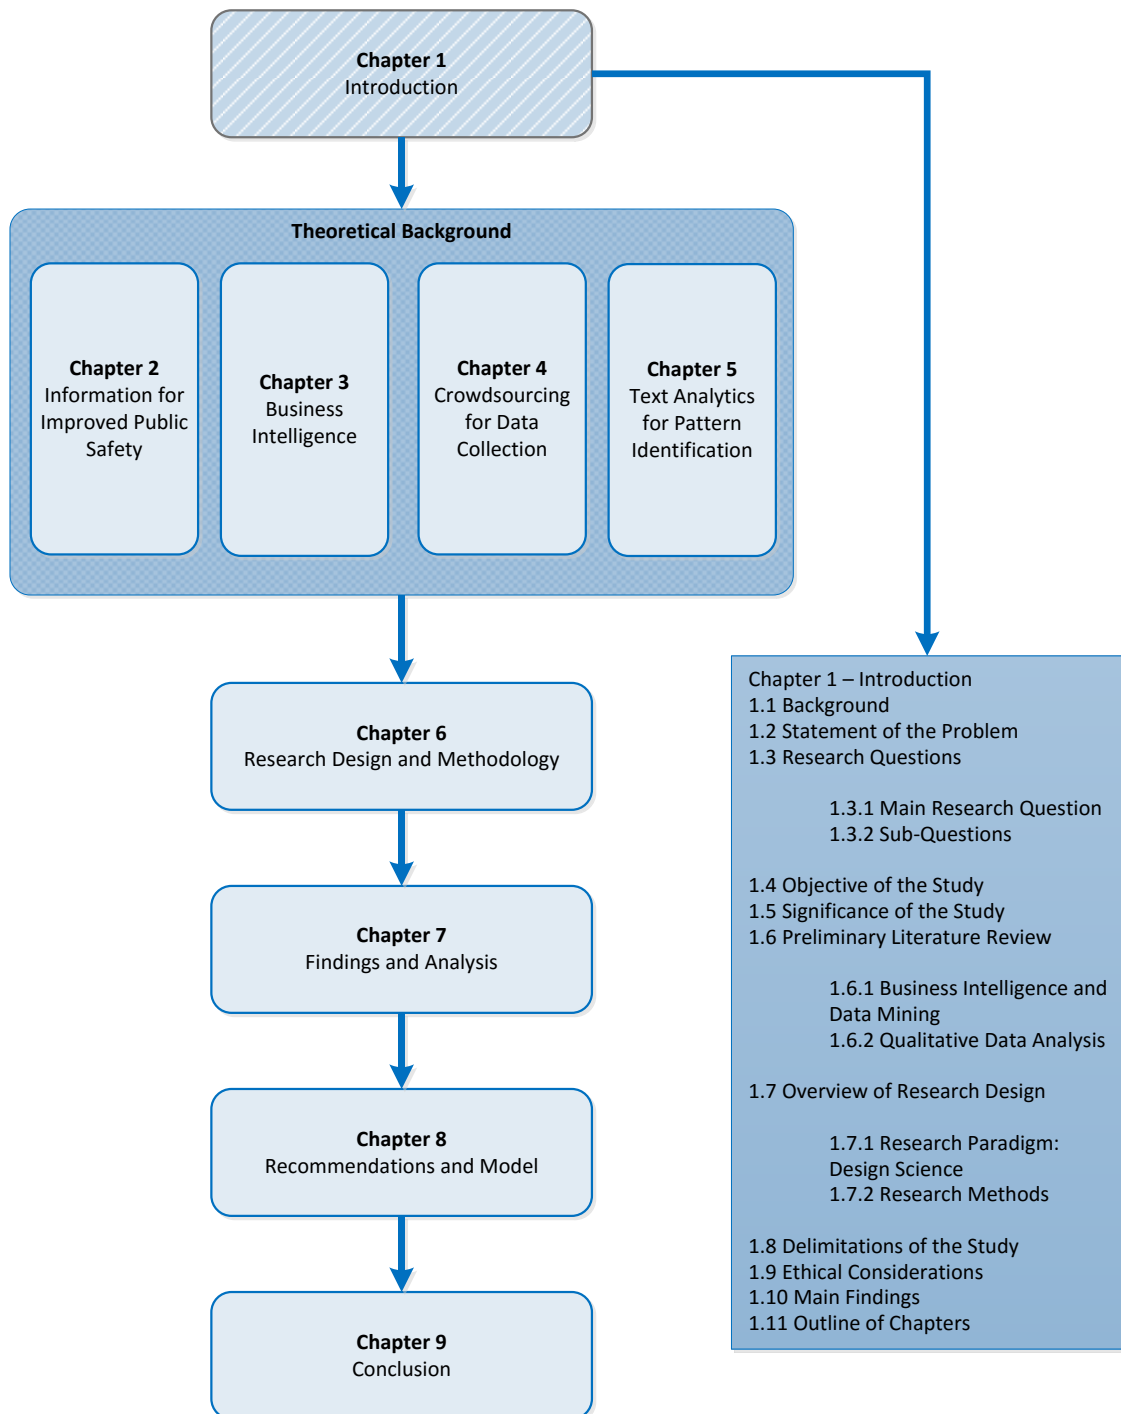 Chapter 1
Introduction
Theoretical Background
Chapter 2
Information for
Improved Public
Safety
Chapter 3
Business
Intelligence
Chapter 4
Crowdsourcing
for Data
Collection
Chapter 5
Text Analytics
for Pattern
Identification
Chapter 6
Research Design and Methodology
Chapter 7
Findings and Analysis
Chapter 8
Recommendations and Model
Chapter 9
Conclusion
Chapter 1 – Introduction
1.1 Background
1.2 Statement of the Problem
1.3 Research Questions
1.3.1 Main Research Question
1.3.2 Sub-Questions
1.4 Objective of the Study
1.5 Significance of the Study
1.6 Preliminary Literature Review
1.6.1 Business Intelligence and
Data Mining
1.6.2 Qualitative Data Analysis
1.7 Overview of Research Design
1.7.1 Research Paradigm:
Design Science
1.7.2 Research Methods
1.8 Delimitations of the Study
1.9 Ethical Considerations
1.10 Main Findings
1.11 Outline of Chapters